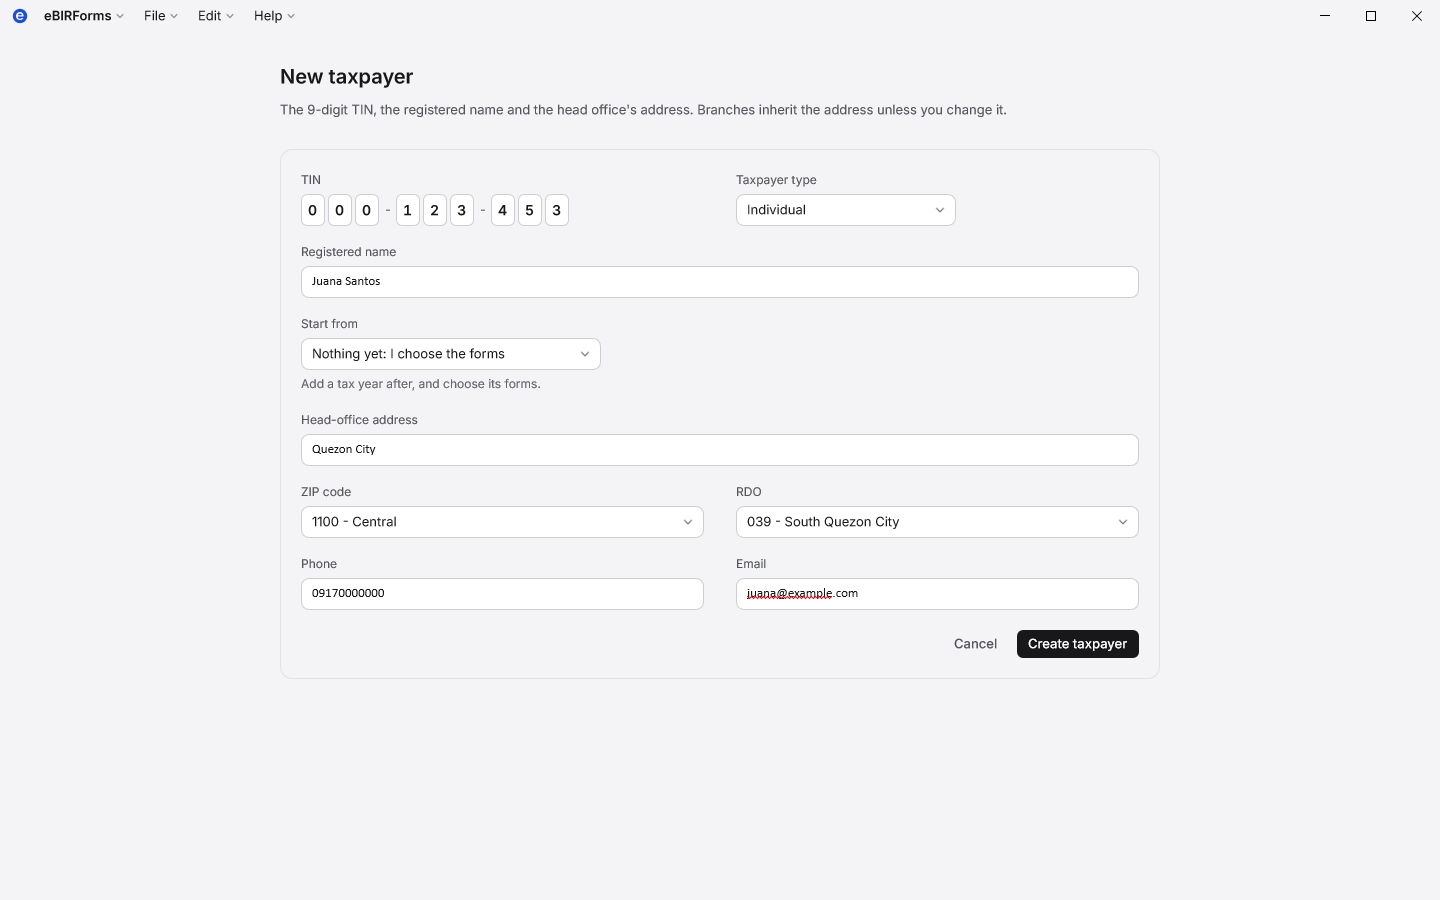 e eBIRForms File Edit Help
New taxpayer
The 9-digit TIN, the registered name and the head office's address. Branches inherit the address unless you change it.
TIN
0 0 0 - 1 2 3 - 4 5 3
Taxpayer type
Individual
Registered name
Juana Santos
Start from
Nothing yet: I choose the forms
Add a tax year after, and choose its forms.
Head-office address
Quezon City
ZIP code
1100 - Central
RDO
039 - South Quezon City
Phone
09170000000
Email
juana@example.com
Cancel
Create taxpayer